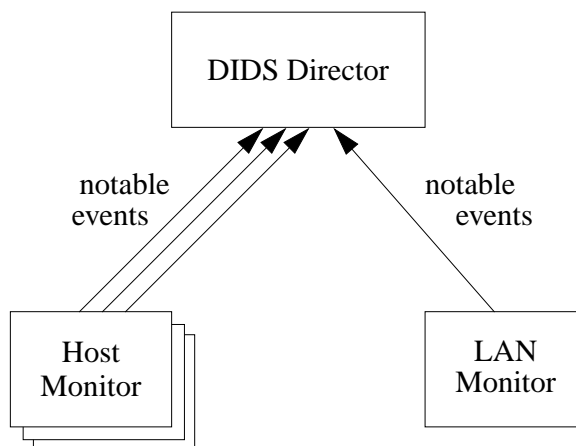 DIDS Director
notable
events
notable
events
Host
Monitor
LAN
Monitor